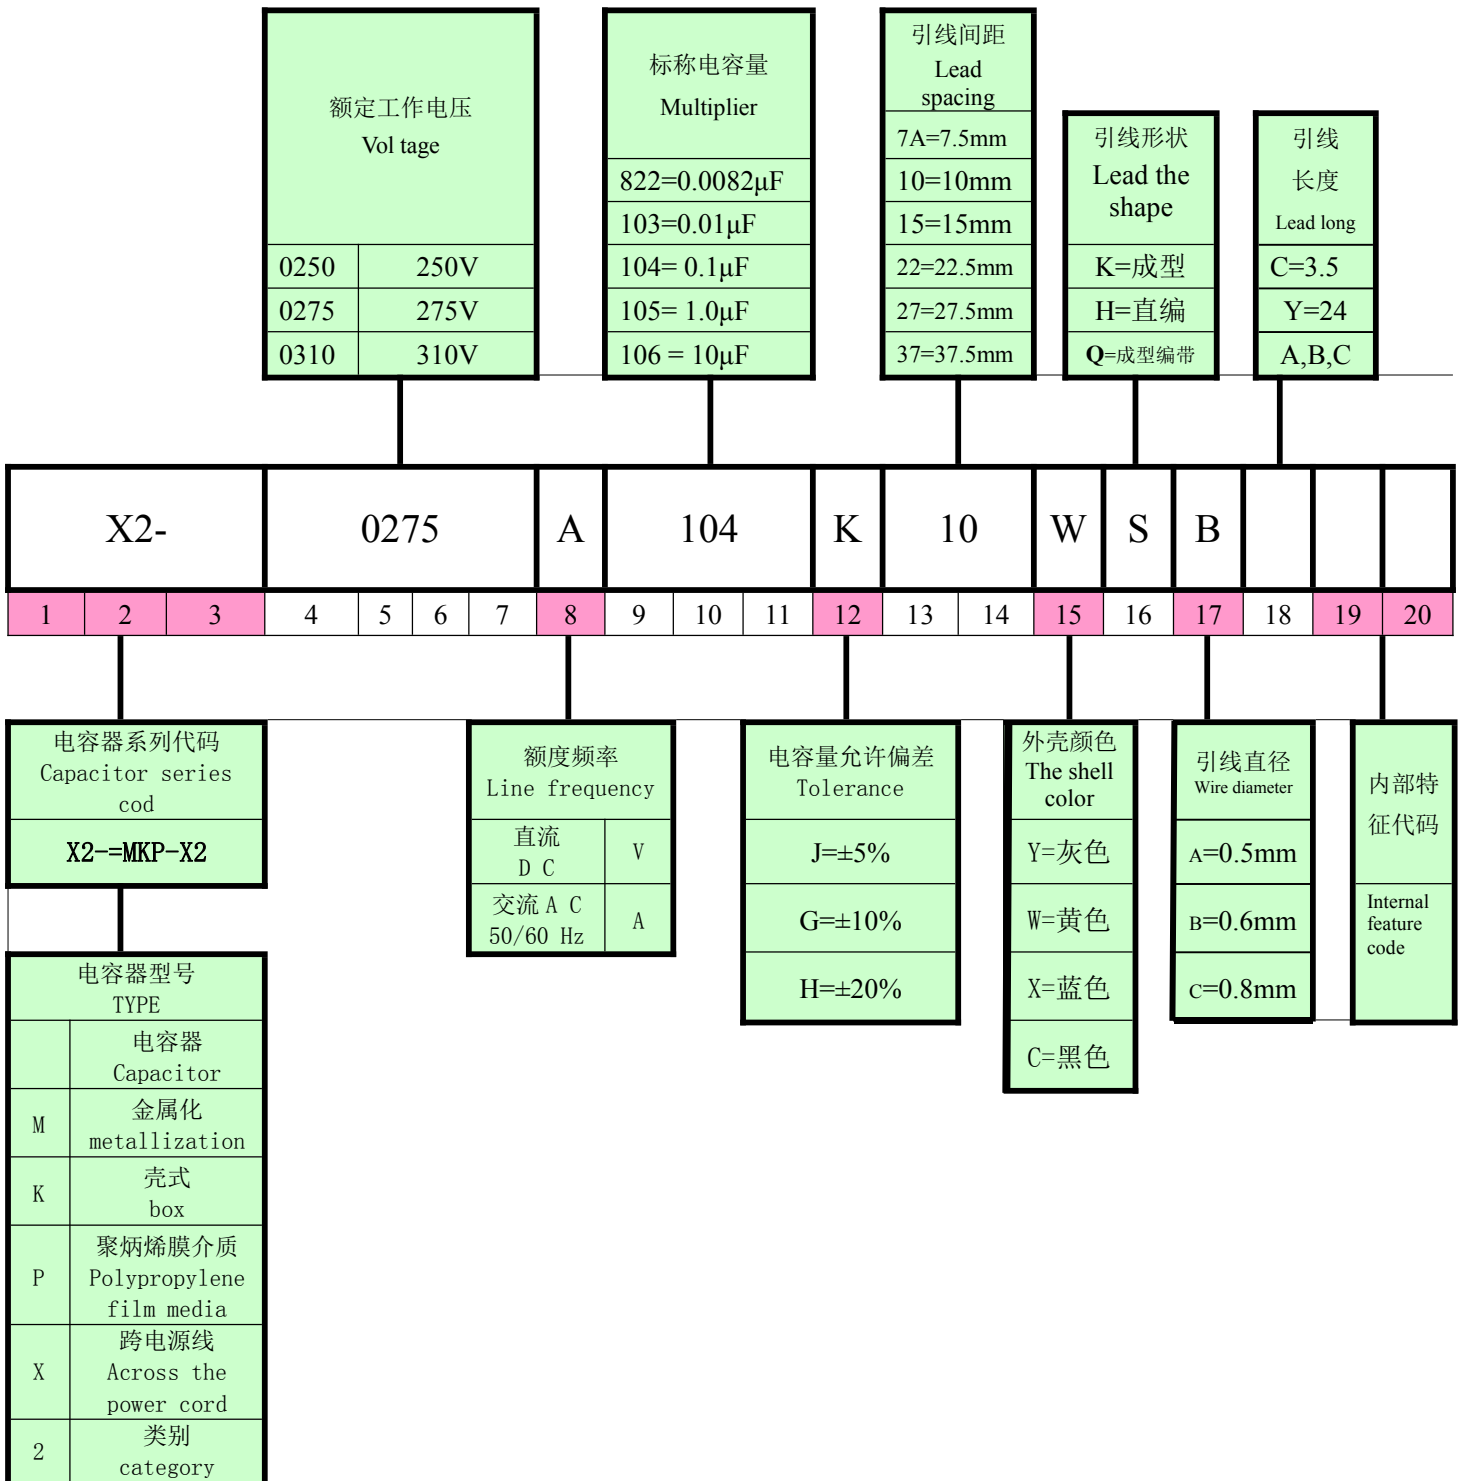 额定工作电压
Vol tage
0250 250V
0275 275V
0310 310V
标称电容量
Multiplier
822=0.0082μF
103=0.01μF
104= 0.1μF
105= 1.0μF
106 = 10μF
引线间距
Lead
spacing
7A=7.5mm
10=10mm
15=15mm
22=22.5mm
27=27.5mm
37=37.5mm
引线形状
Lead the
shape
K=成型
H=直编
Q=成型编带
引线
长度
Lead long
C=3.5
Y=24
A,B,C
X2- 0275 A 104 K 10 W S B
1 2 3 4 5 6 7 8 9 10 11 12 13 14 15 16 17 18 19 20
电容器系列代码
Capacitor series
cod
X2-=MKP-X2
电容器型号
TYPE
电容器
Capacitor
M 金属化
metallization
K 壳式
box
P 聚炳烯膜介质
Polypropylene
film media
X 跨电源线
Across the
power cord
2 类别
category
额度频率
Line frequency
直流
D C
V
交流 A C
50/60 Hz
A
电容量允许偏差
Tolerance
J=±5%
G=±10%
H=±20%
外壳颜色
The shell
color
Y=灰色
W=黄色
X=蓝色
C=黑色
引线直径
Wire diameter
A=0.5mm
B=0.6mm
C=0.8mm
内部特
征代码
Internal
feature
code